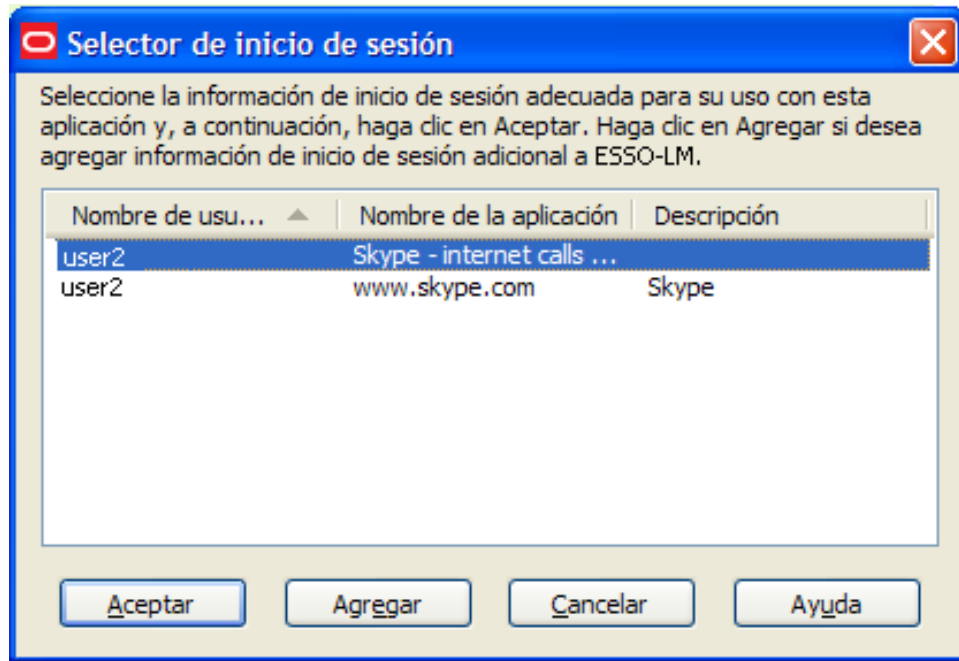 Selector de inicio de sesión
Seleccione la información de inicio de sesión adecuada para su uso con esta
aplicación y, a continuación, haga clic en Aceptar. Haga clic en Agregar si desea
agregar información de inicio de sesión adicional a ESSO-LM.
Nombre de usu... Nombre de la aplicación Descripción
user2 Skype - internet calls ...
user2 www.skype.com Skype
Aceptar Agregar Cancelar Ayuda